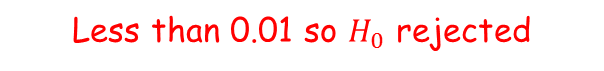 Less than 0.01 so H₀ rejected